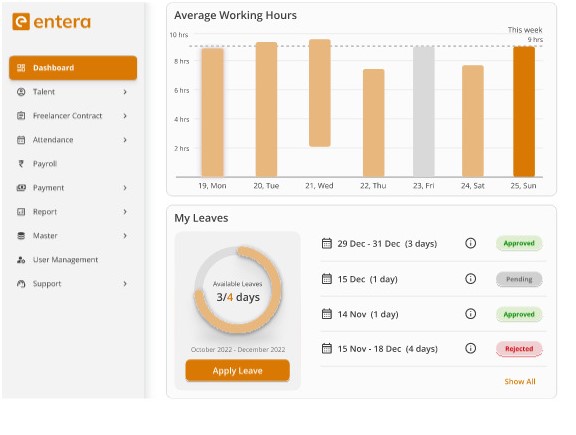 entera
Dashboard
Talent
Freelancer Contract
Attendance
Payroll
Payment
Report
Master
User Management
Support
Average Working Hours
This week
9 hrs
10 hrs
8 hrs
6 hrs
4 hrs
2 hrs
19, Mon 20, Tue 21, Wed 22, Thu 23, Fri 24, Sat 25, Sun
My Leaves
Available Leaves
3/4 days
October 2022 - December 2022
Apply Leave
29 Dec - 31 Dec (3 days) Approved
15 Dec (1 day) Pending
14 Nov (1 day) Approved
15 Nov - 18 Dec (4 days) Rejected
Show All